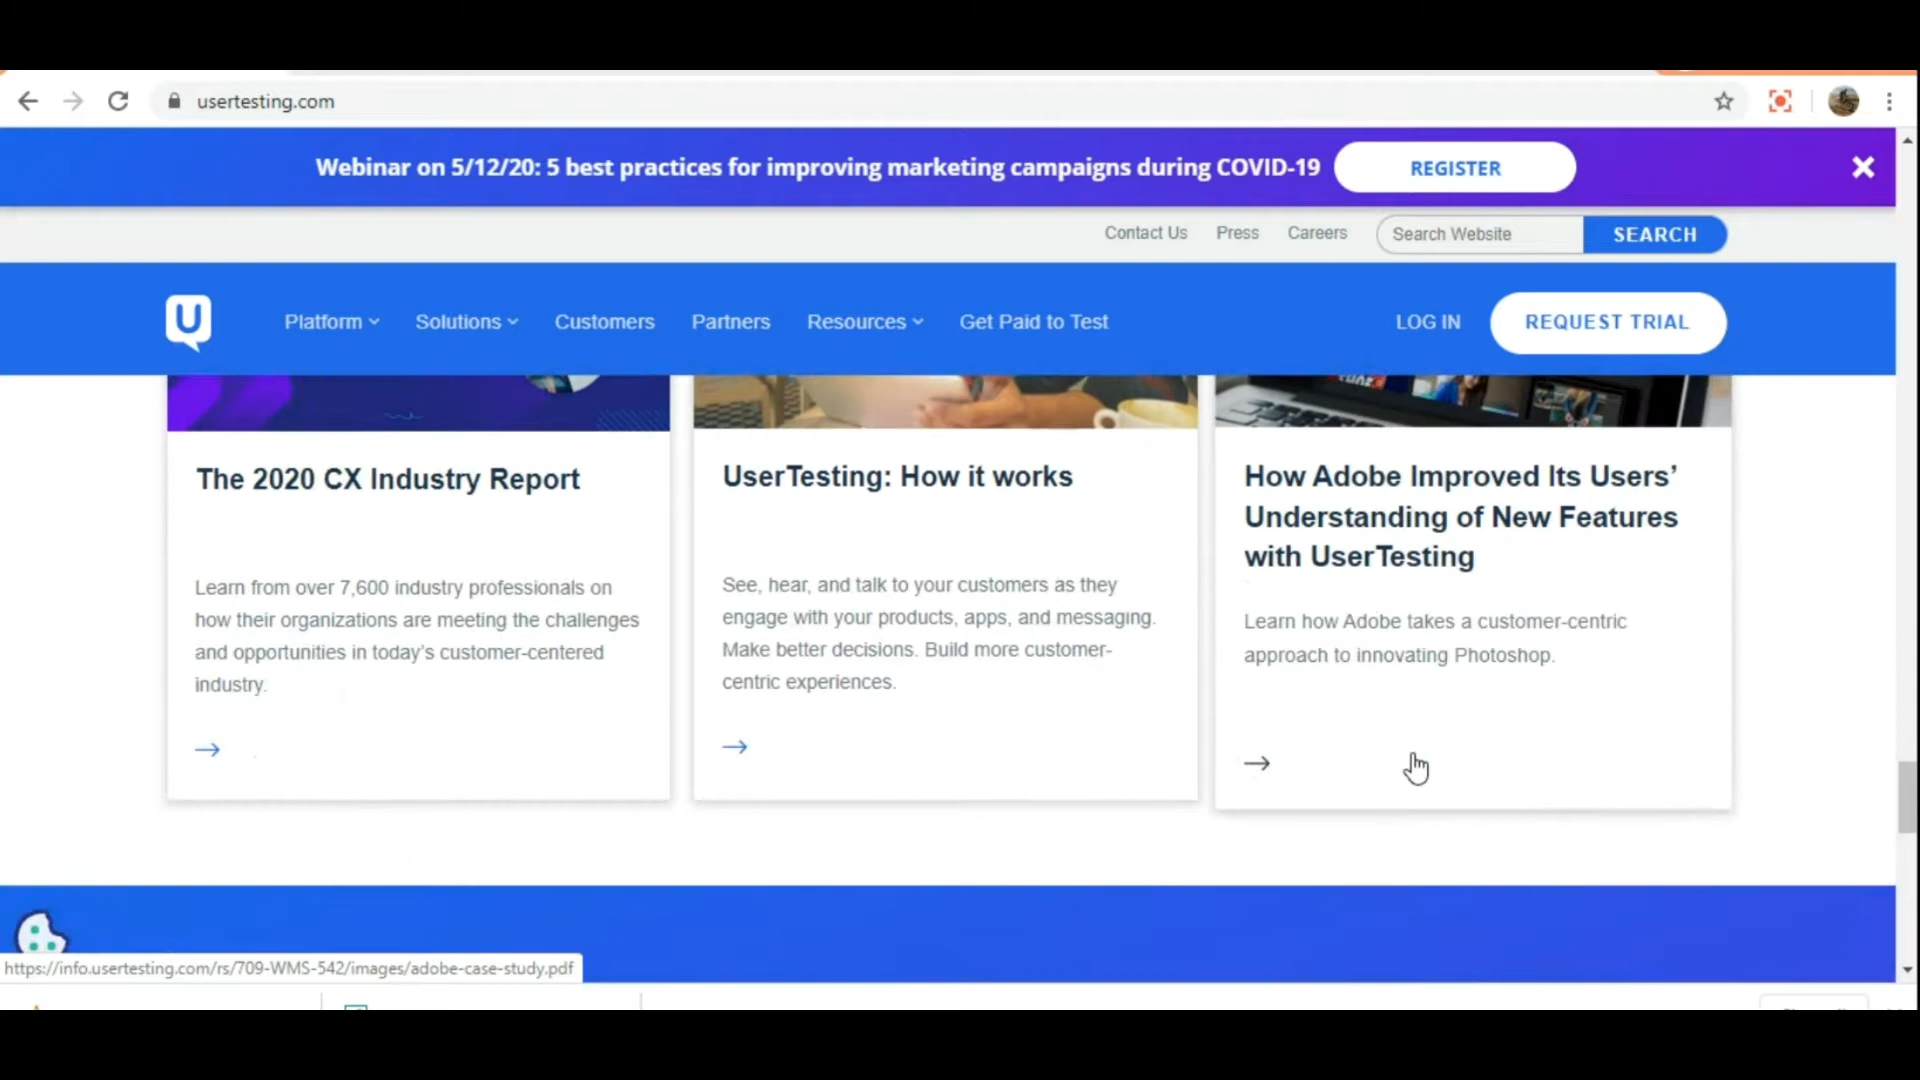 usertesting.com
Webinar on 5/12/20: 5 best practices for improving marketing campaigns during COVID-19 REGISTER
Contact Us Press Careers Search Website SEARCH
U Platform Solutions Customers Partners Resources Get Paid to Test LOG IN REQUEST TRIAL
The 2020 CX Industry Report
Learn from over 7,600 industry professionals on
how their organizations are meeting the challenges
and opportunities in today's customer-centered
industry.
UserTesting: How it works
See, hear, and talk to your customers as they
engage with your products, apps, and messaging.
Make better decisions. Build more customer-
centric experiences.
How Adobe Improved Its Users'
Understanding of New Features
with UserTesting
Learn how Adobe takes a customer-centric
approach to innovating Photoshop.
https://info.usertesting.com/rs/709-WMS-542/images/adobe-case-study.pdf